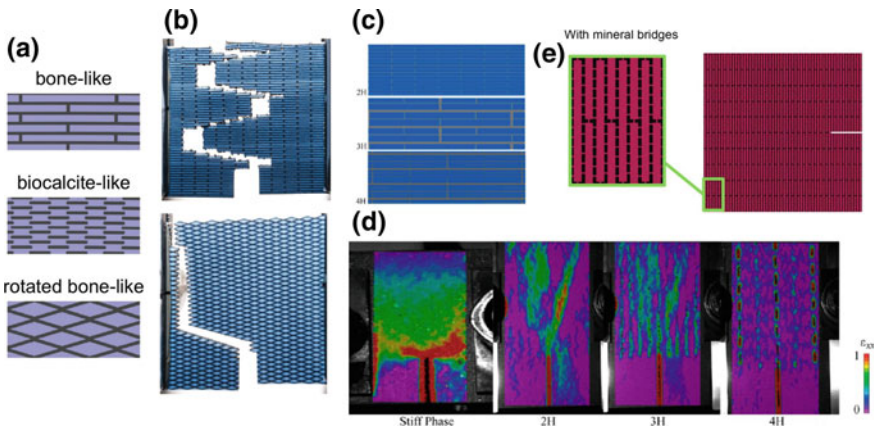 (a)
bone-like
biocalcite-like
rotated bone-like
(b)
(c)
2H
3H
4H
(e)
With mineral bridges
(d)
Stiff Phase
2H
3H
4H
εxx
1
0